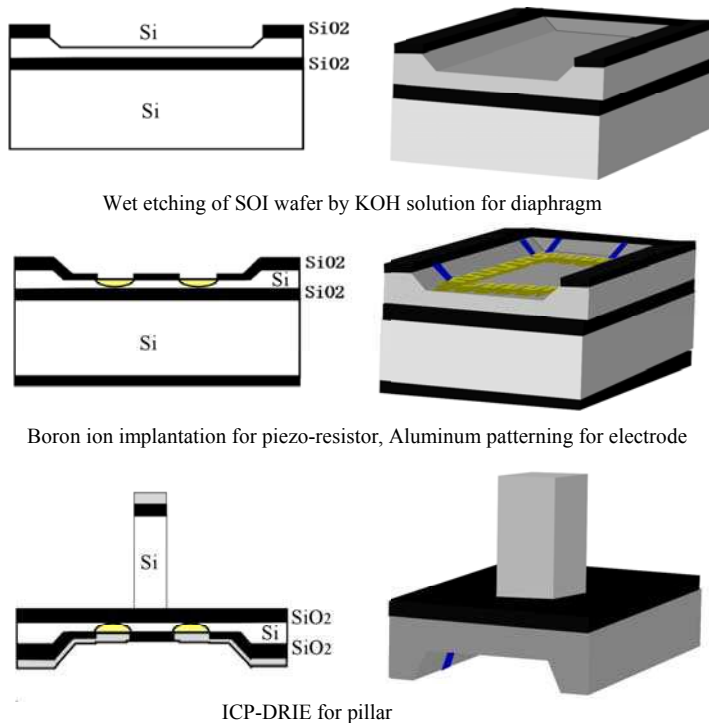 Si
SiO2
SiO2
Si
Wet etching of SOI wafer by KOH solution for diaphragm
SiO2
Si
SiO2
Si
Boron ion implantation for piezo-resistor, Aluminum patterning for electrode
Si
SiO2
Si
SiO2
ICP-DRIE for pillar